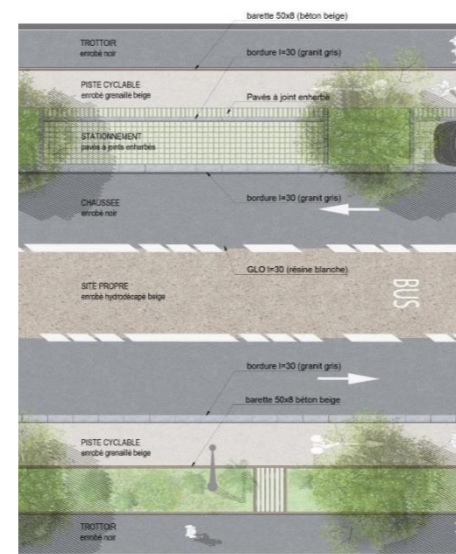 barette 50x8 (béton beige)
TROTTOIR
enrobé noir
bordure l=30 (granit gris)
PISTE CYCLABLE
enrobé grenaillé beige
Pavés à joint enherbé
STATIONNEMENT
pavés à joints enherbés
bordure l=30 (granit gris)
CHAUSSEE
enrobé noir
GLO l=30 (résine blanche)
SITE PROPRE
enrobé hydrodécapé beige
BUS
bordure l=30 (granit gris)
barette 50x8 béton beige
PISTE CYCLABLE
enrobé grenaillé beige
TROTTOIR
enrobé noir